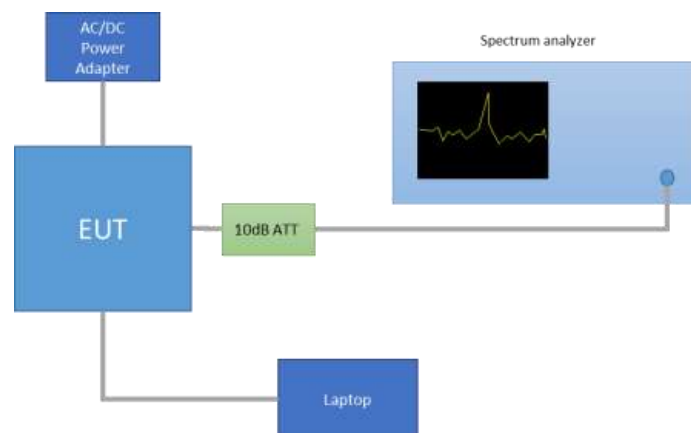 AC/DC
Power
Adapter
Spectrum analyzer
EUT
10dB ATT
Laptop